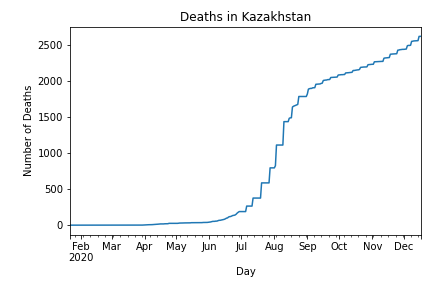 Deaths in Kazakhstan
Number of Deaths
2500
2000
1500
1000
500
0
Feb Mar Apr May Jun Jul Aug Sep Oct Nov Dec
2020
Day